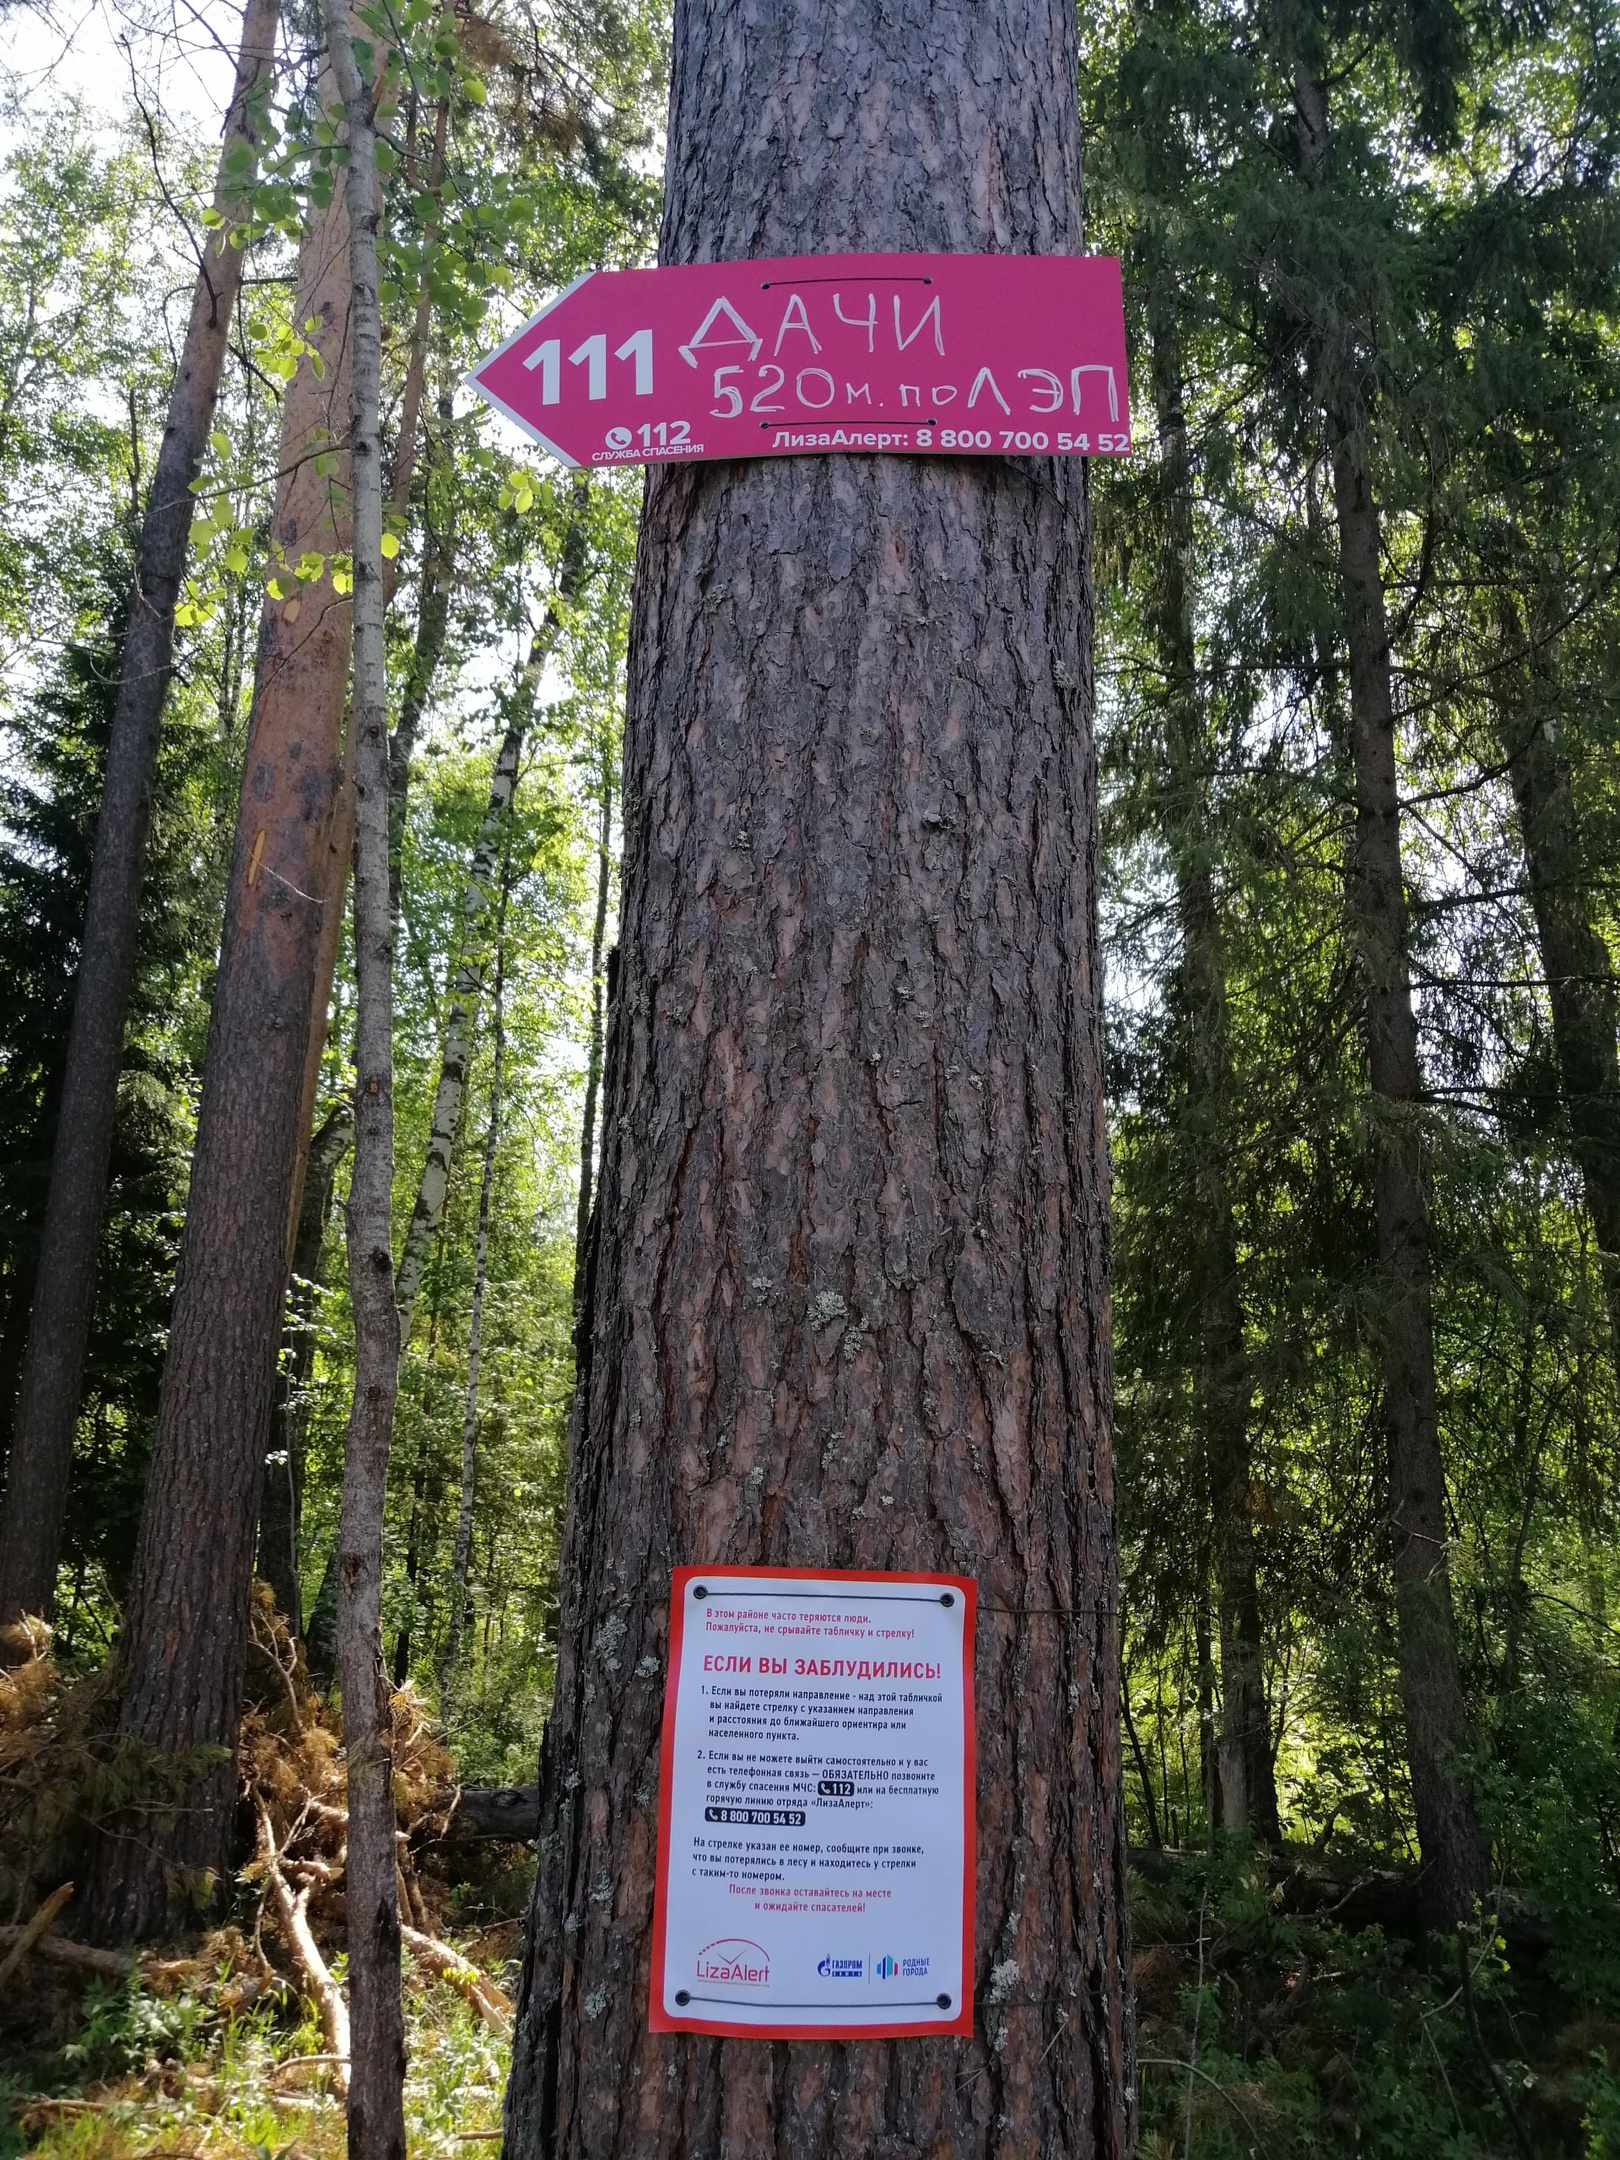 111
ДАЧИ
520м. по ЛЭП
112
СЛУЖБА СПАСЕНИЯ
ЛизаАлерт: 8 800 700 54 52
В этом районе часто теряются люди.
Пожалуйста, не срывайте табличку и стрелку!
ЕСЛИ ВЫ ЗАБЛУДИЛИСЬ!
1. Если вы потеряли направление - над этой табличкой
вы найдете стрелку с указанием направления
и расстояния до ближайшего ориентира или
населенного пункта.
2. Если вы не можете выйти самостоятельно и у вас
есть телефонная связь — ОБЯЗАТЕЛЬНО позвоните
в службу спасения МЧС: 112 или на бесплатную
горячую линию отряда «ЛизаАлерт»:
8 800 700 54 52
На стрелке указан ее номер, сообщите при звонке,
что вы потерялись в лесу и находитесь у стрелки
с таким-то номером.
После звонка оставайтесь на месте
и ожидайте спасателей!
LizaAlert
ГАЗПРОМ
НЕФТЬ
РОДНЫЕ
ГОРОДА